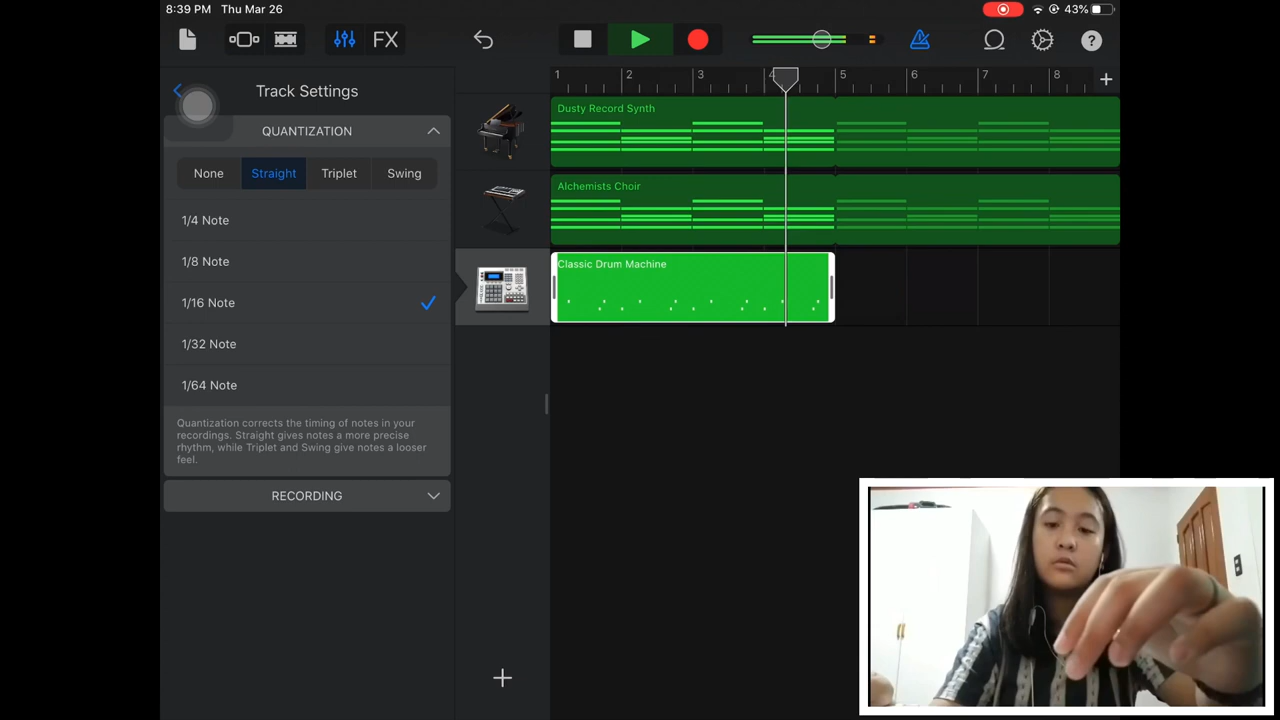 8:39 PM Thu Mar 26
43%
FX
?
Track Settings
QUANTIZATION
None Straight Triplet Swing
1/4 Note
1/8 Note
1/16 Note
1/32 Note
1/64 Note
Quantization corrects the timing of notes in your
recordings. Straight gives notes a more precise
rhythm, while Triplet and Swing give notes a looser
feel.
RECORDING
1 2 3 4 5 6 7 8 +
Dusty Record Synth
Alchemists Choir
Classic Drum Machine
+